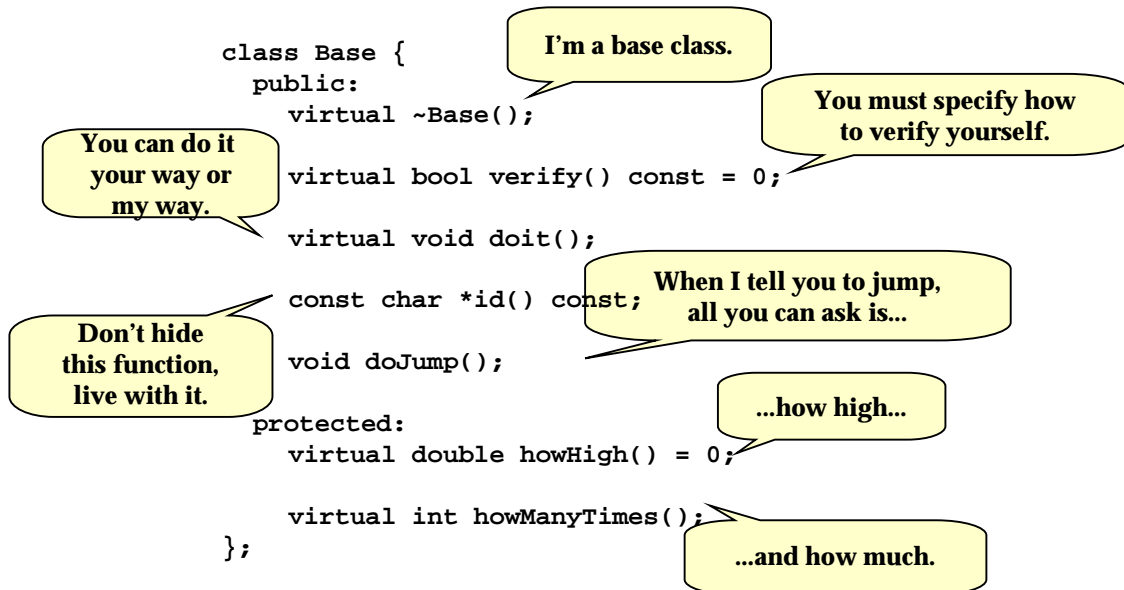 class Base {
I'm a base class.
public:
virtual ~Base();
You must specify how
to verify yourself.
You can do it
your way or
my way.
virtual bool verify() const = 0;
virtual void doit();
When I tell you to jump,
all you can ask is...
const char *id() const;
Don't hide
this function,
live with it.
void doJump();
...how high...
protected:
virtual double howHigh() = 0;
virtual int howManyTimes();
...and how much.
};